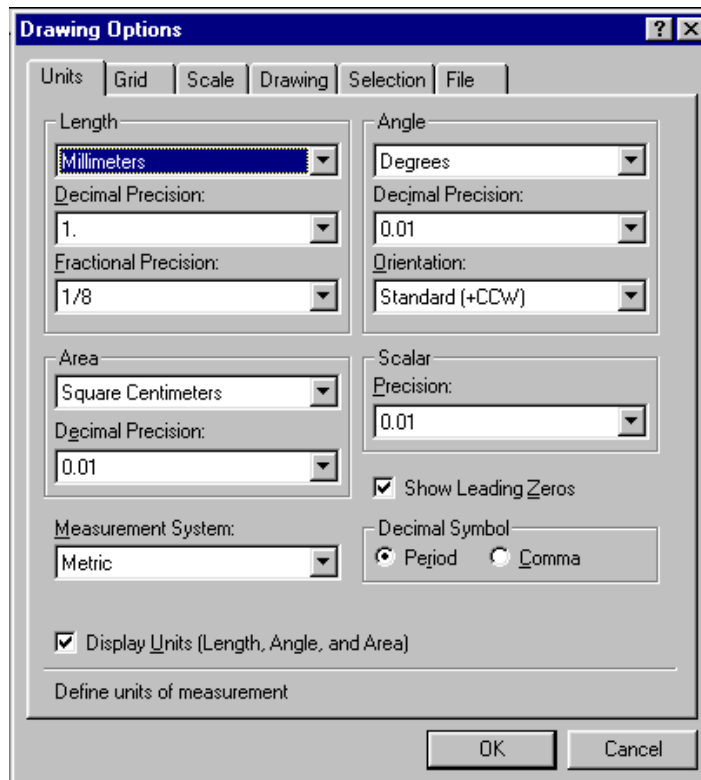 Drawing Options
Units Grid Scale Drawing Selection File
Length
Millimeters
Decimal Precision:
1.
Fractional Precision:
1/8
Angle
Degrees
Decimal Precision:
0.01
Orientation:
Standard (+CCW)
Area
Square Centimeters
Decimal Precision:
0.01
Scalar
Precision:
0.01
Show Leading Zeros
Measurement System:
Metric
Decimal Symbol
Period Comma
Display Units (Length, Angle, and Area)
Define units of measurement
OK Cancel